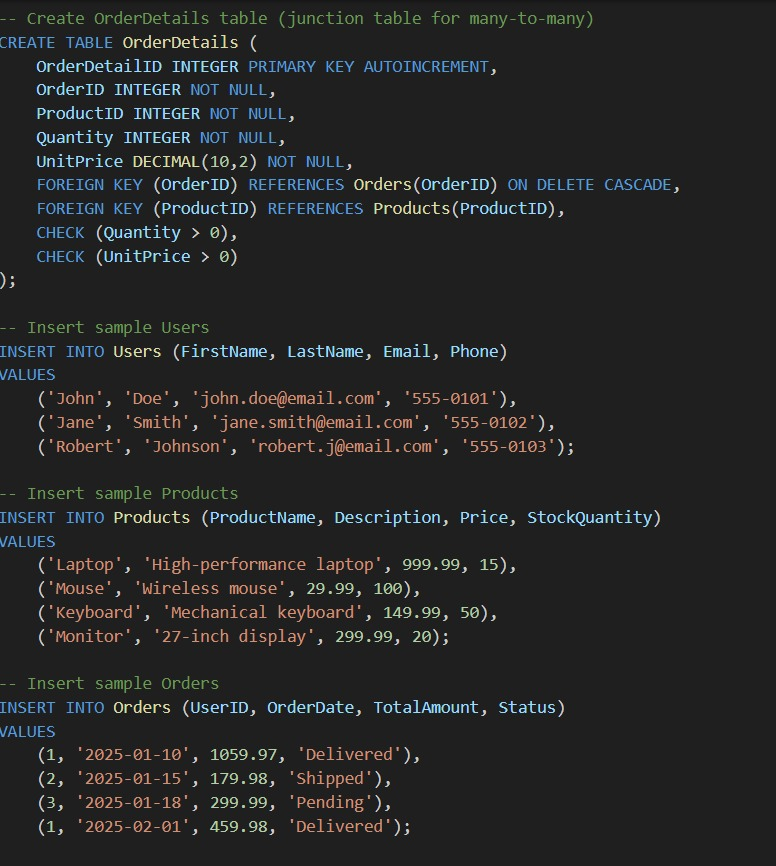 -- Create OrderDetails table (junction table for many-to-many)
CREATE TABLE OrderDetails (
    OrderDetailID INTEGER PRIMARY KEY AUTOINCREMENT,
    OrderID INTEGER NOT NULL,
    ProductID INTEGER NOT NULL,
    Quantity INTEGER NOT NULL,
    UnitPrice DECIMAL(10,2) NOT NULL,
    FOREIGN KEY (OrderID) REFERENCES Orders(OrderID) ON DELETE CASCADE,
    FOREIGN KEY (ProductID) REFERENCES Products(ProductID),
    CHECK (Quantity > 0),
    CHECK (UnitPrice > 0)
);

-- Insert sample Users
INSERT INTO Users (FirstName, LastName, Email, Phone)
VALUES
    ('John', 'Doe', 'john.doe@email.com', '555-0101'),
    ('Jane', 'Smith', 'jane.smith@email.com', '555-0102'),
    ('Robert', 'Johnson', 'robert.j@email.com', '555-0103');

-- Insert sample Products
INSERT INTO Products (ProductName, Description, Price, StockQuantity)
VALUES
    ('Laptop', 'High-performance laptop', 999.99, 15),
    ('Mouse', 'Wireless mouse', 29.99, 100),
    ('Keyboard', 'Mechanical keyboard', 149.99, 50),
    ('Monitor', '27-inch display', 299.99, 20);

-- Insert sample Orders
INSERT INTO Orders (UserID, OrderDate, TotalAmount, Status)
VALUES
    (1, '2025-01-10', 1059.97, 'Delivered'),
    (2, '2025-01-15', 179.98, 'Shipped'),
    (3, '2025-01-18', 299.99, 'Pending'),
    (1, '2025-02-01', 459.98, 'Delivered');